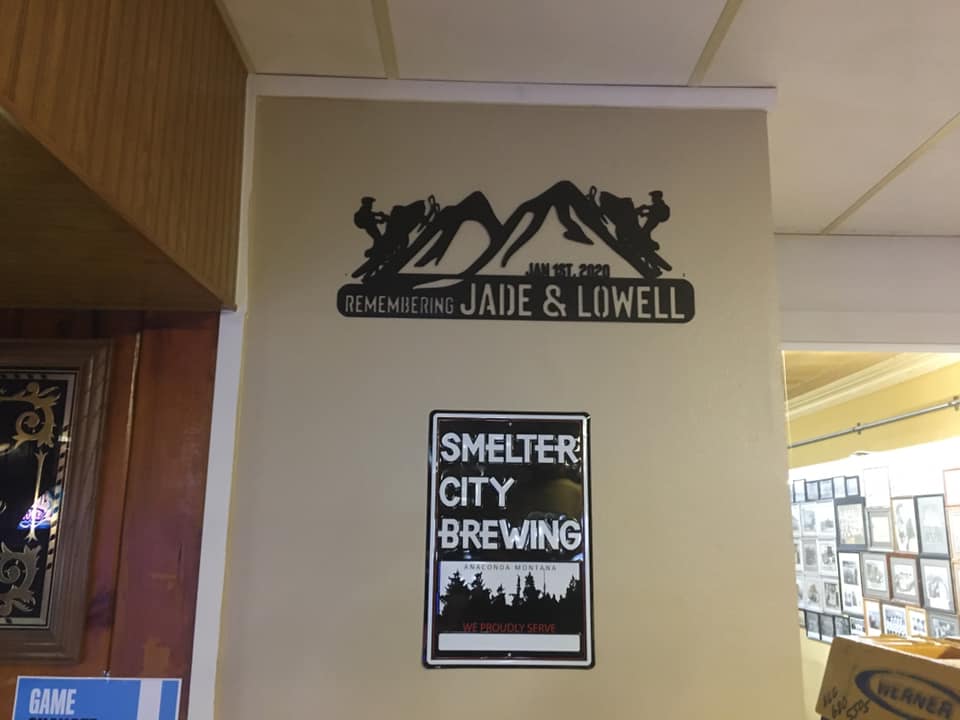 JAN 1ST, 2020
REMEMBERING JADE & LOWELL
SMELTER
CITY
BREWING
ANACONDA MONTANA
WE PROUDLY SERVE
GAME
WERNER